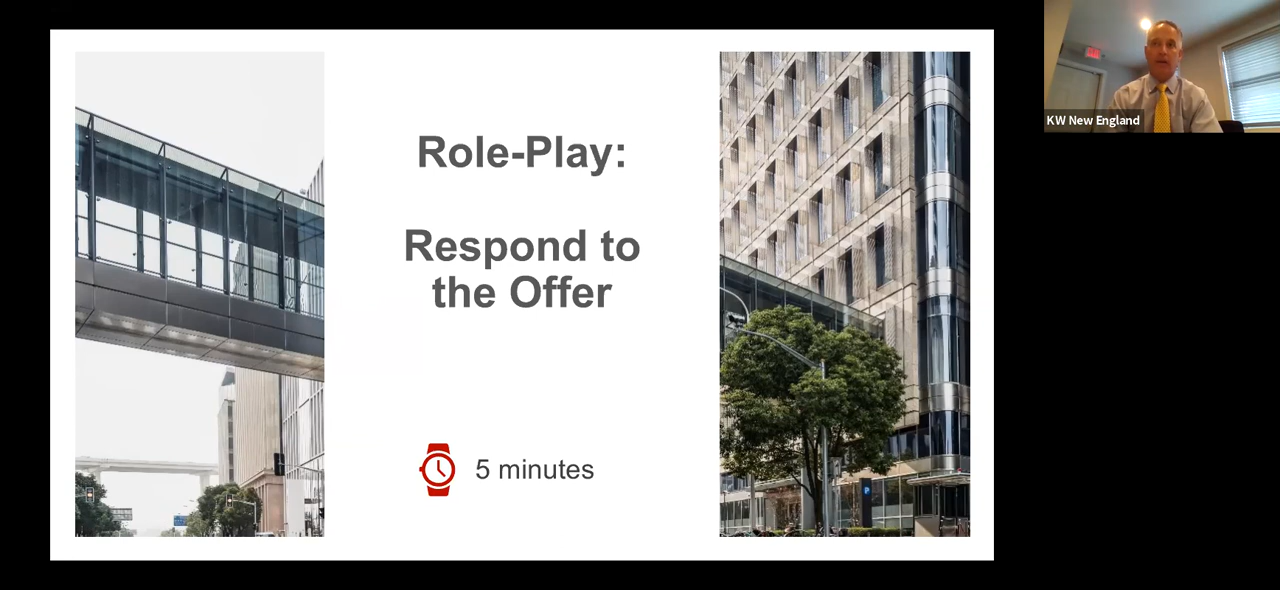 Role-Play:
Respond to
the Offer
5 minutes
KW New England